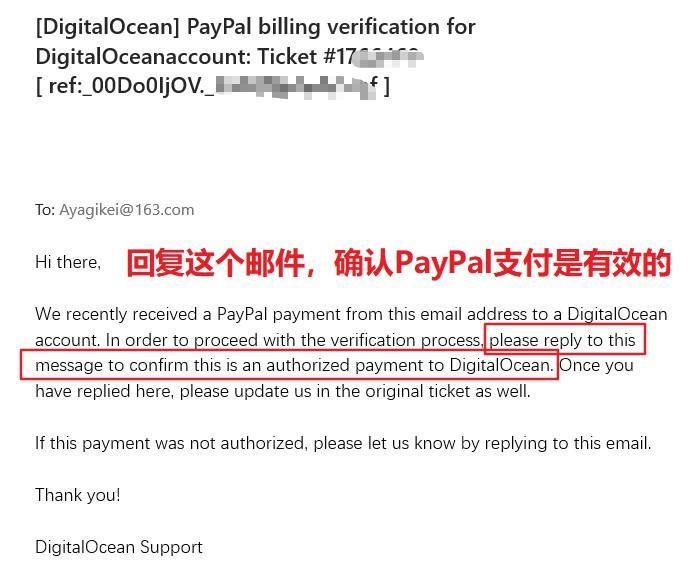 [DigitalOcean] PayPal billing verification for
DigitalOceanaccount: Ticket #17
[ ref:_00Do0IjOV._ ]
To: Ayagikei@163.com
Hi there,
回复这个邮件，确认PayPal支付是有效的
We recently received a PayPal payment from this email address to a DigitalOcean
account. In order to proceed with the verification process, please reply to this
message to confirm this is an authorized payment to DigitalOcean. Once you
have replied here, please update us in the original ticket as well.
If this payment was not authorized, please let us know by replying to this email.
Thank you!
DigitalOcean Support